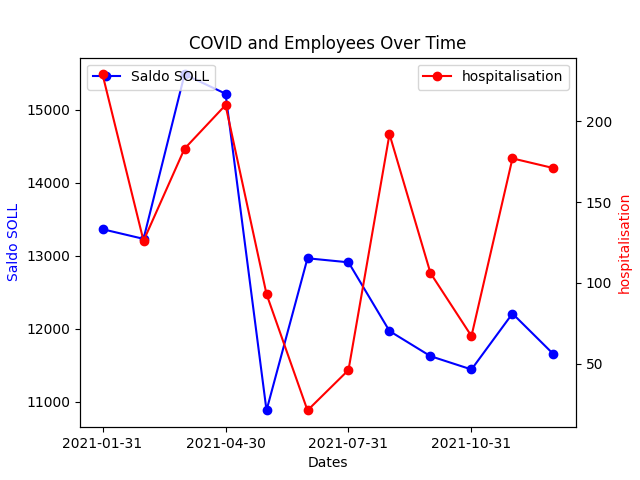 COVID and Employees Over Time
Saldo SOLL
hospitalisation
15000
14000
13000
12000
11000
Saldo SOLL
200
150
100
50
hospitalisation
2021-01-31
2021-04-30
2021-07-31
2021-10-31
Dates